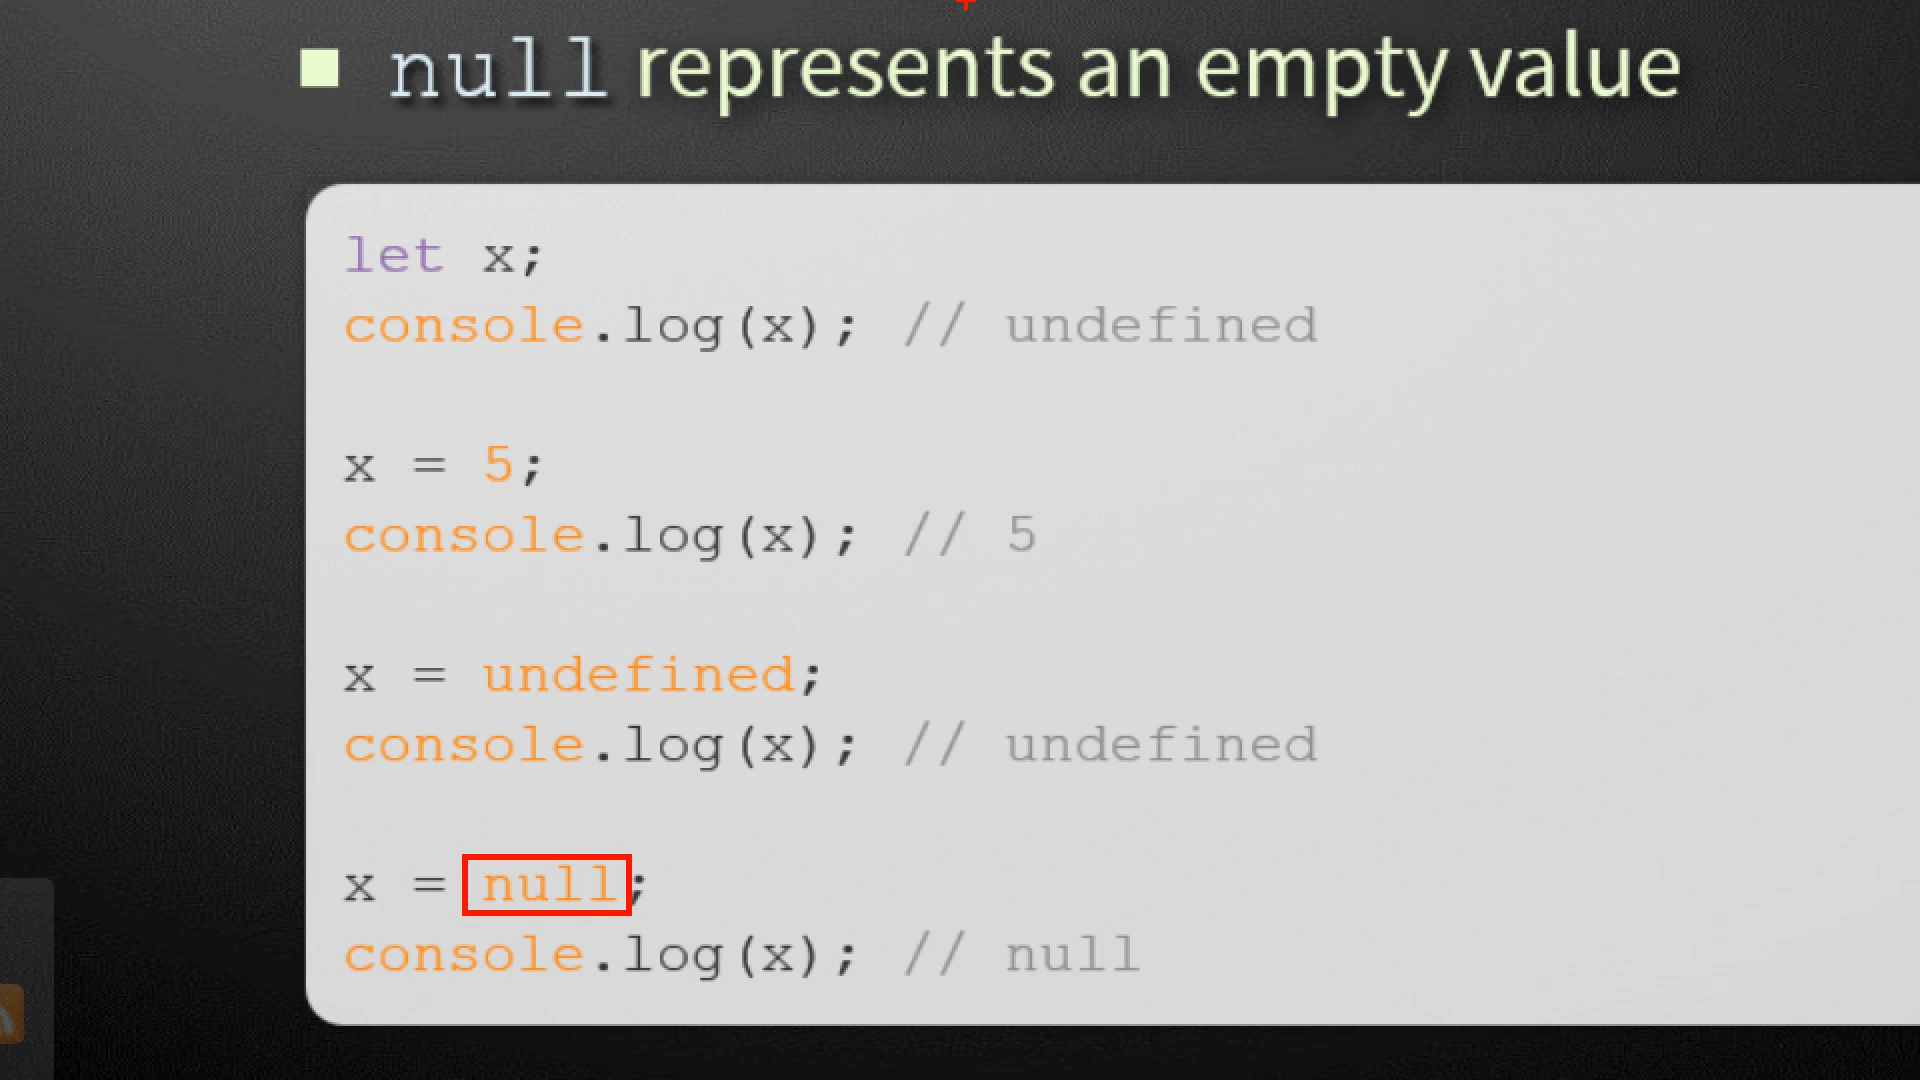 null represents an empty value
let x;
console.log(x); // undefined
x = 5;
console.log(x); // 5
x = undefined;
console.log(x); // undefined
x = null;
console.log(x); // null